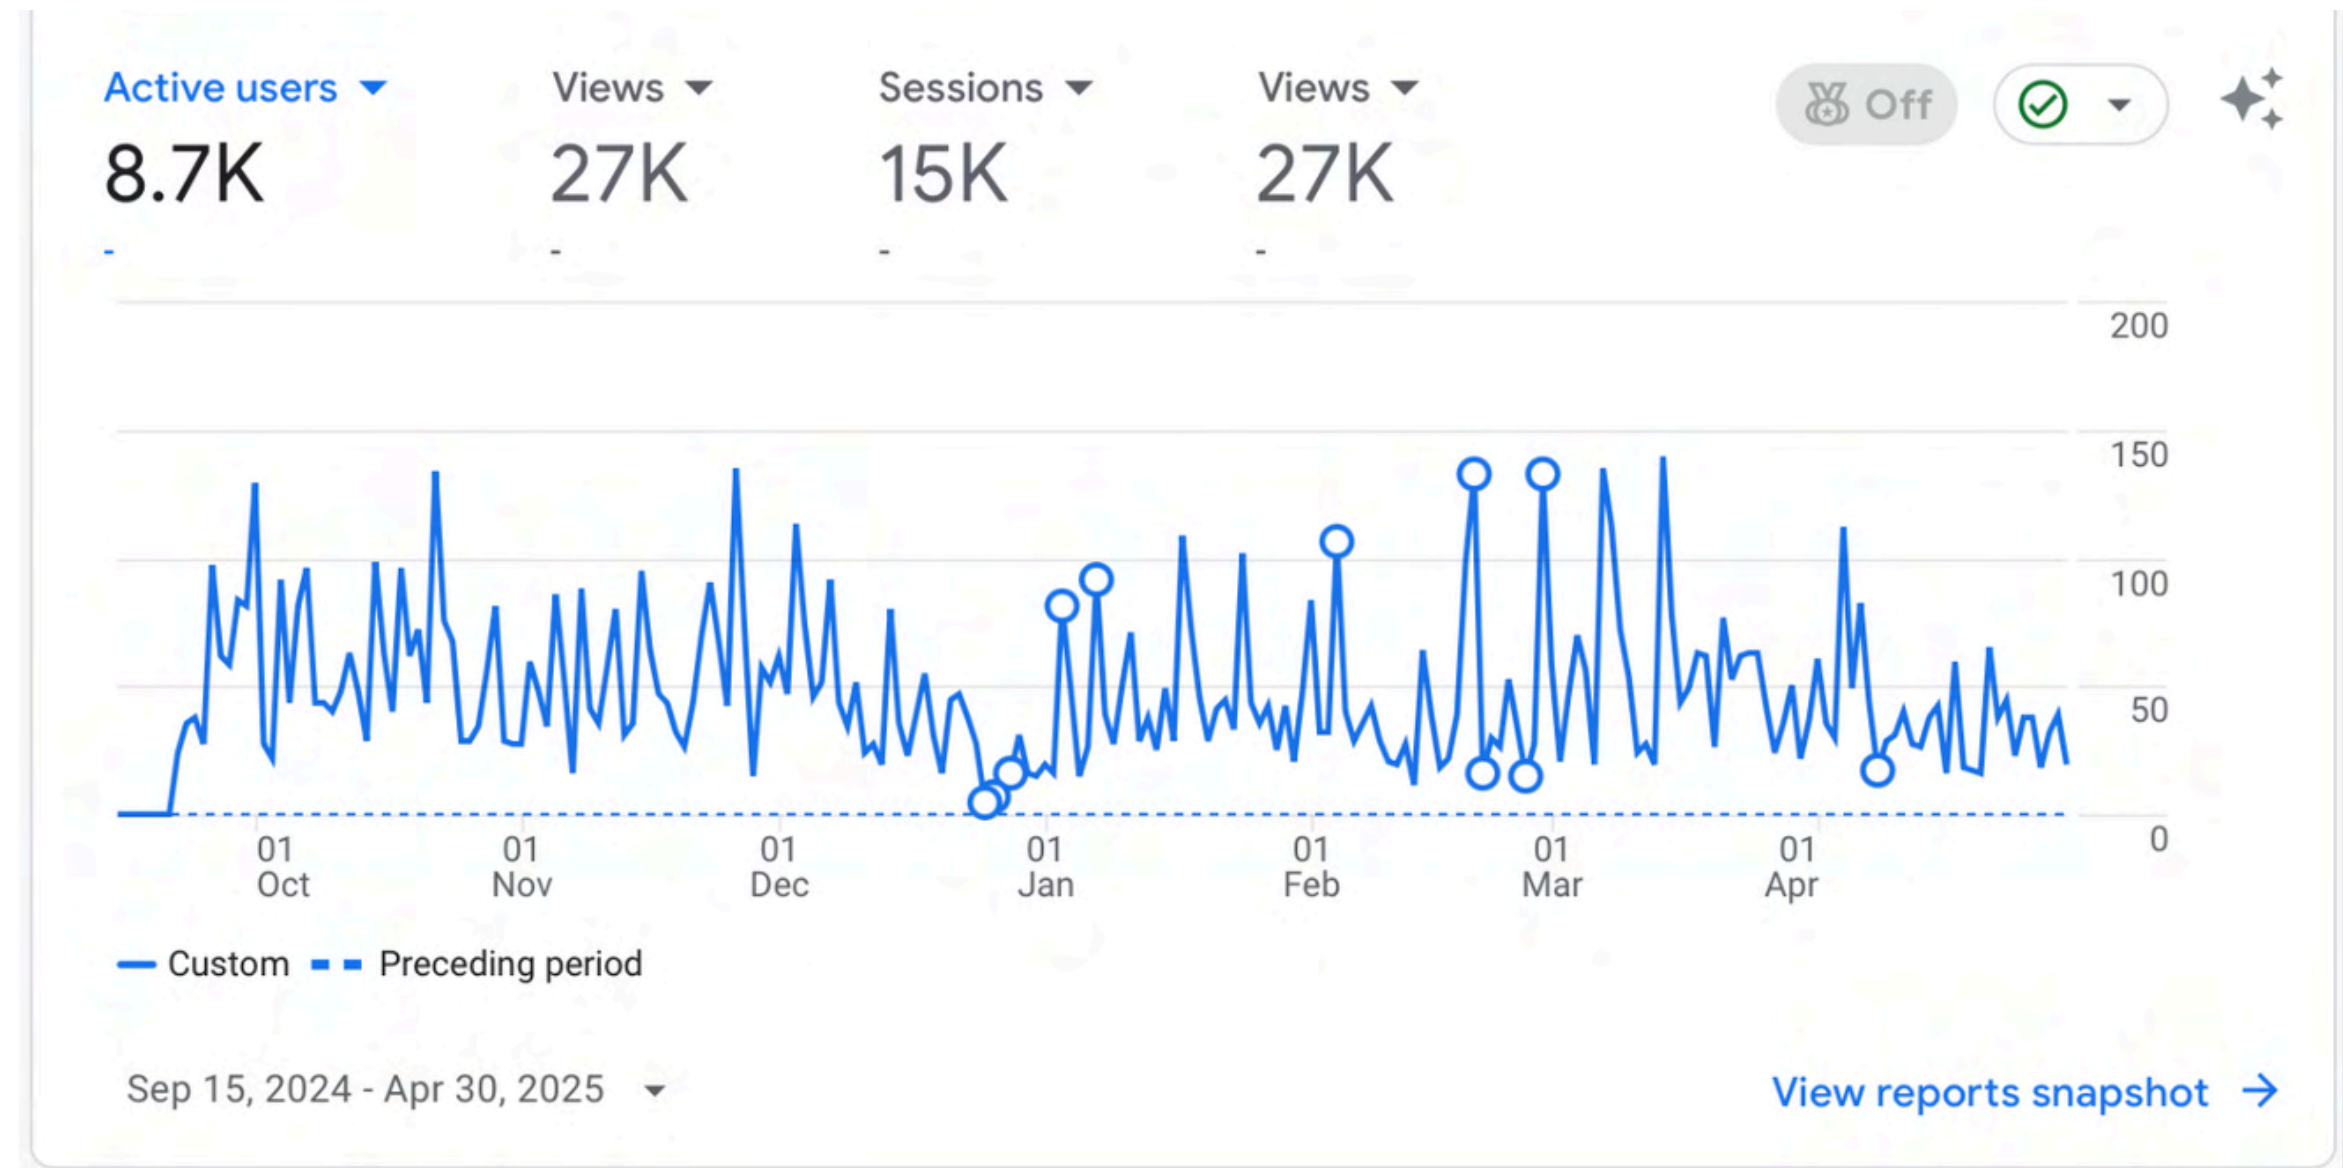 Active users Views Sessions Views Off
8.7K 27K 15K 27K
- - - -
200
150
100
50
0
01 01 01 01 01 01 01
Oct Nov Dec Jan Feb Mar Apr
Custom Preceding period
Sep 15, 2024 - Apr 30, 2025 View reports snapshot